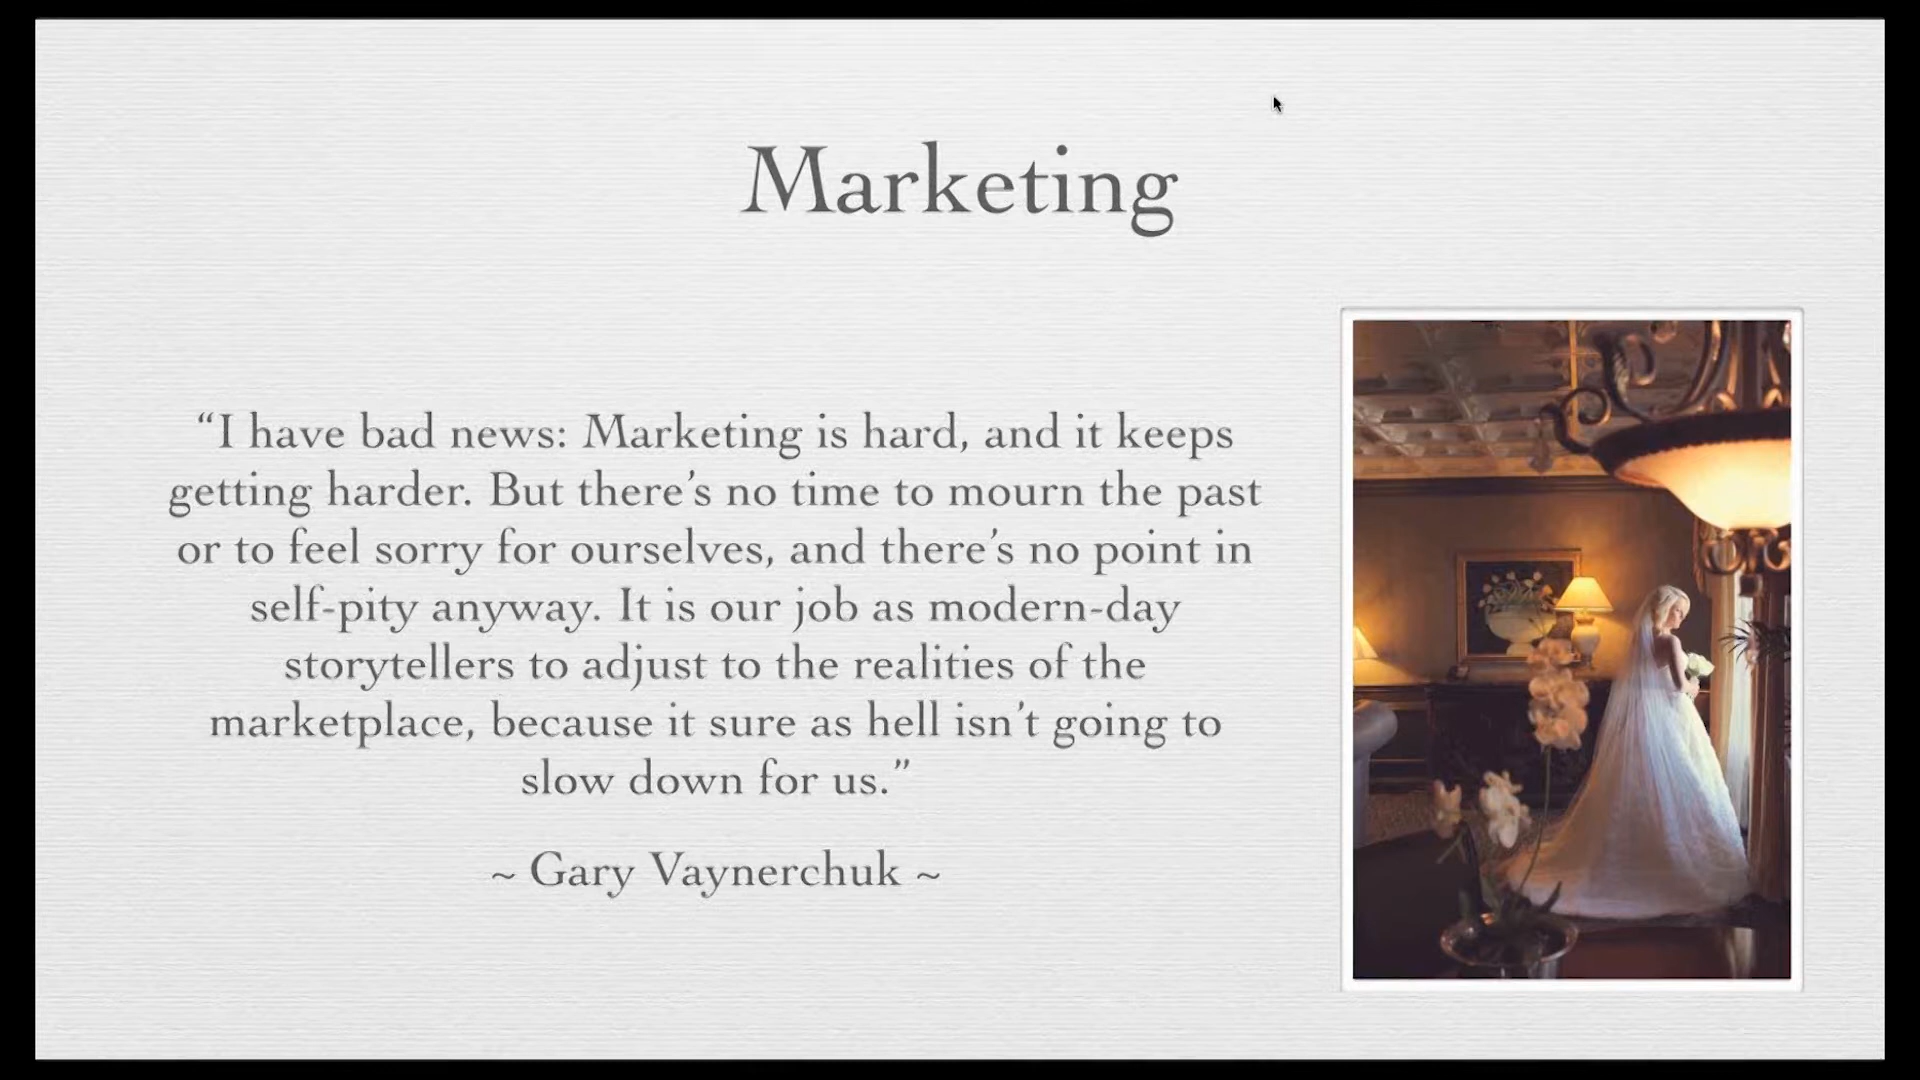 Marketing
“I have bad news: Marketing is hard, and it keeps
getting harder. But there’s no time to mourn the past
or to feel sorry for ourselves, and there’s no point in
self-pity anyway. It is our job as modern-day
storytellers to adjust to the realities of the
marketplace, because it sure as hell isn’t going to
slow down for us.”
~ Gary Vaynerchuk ~